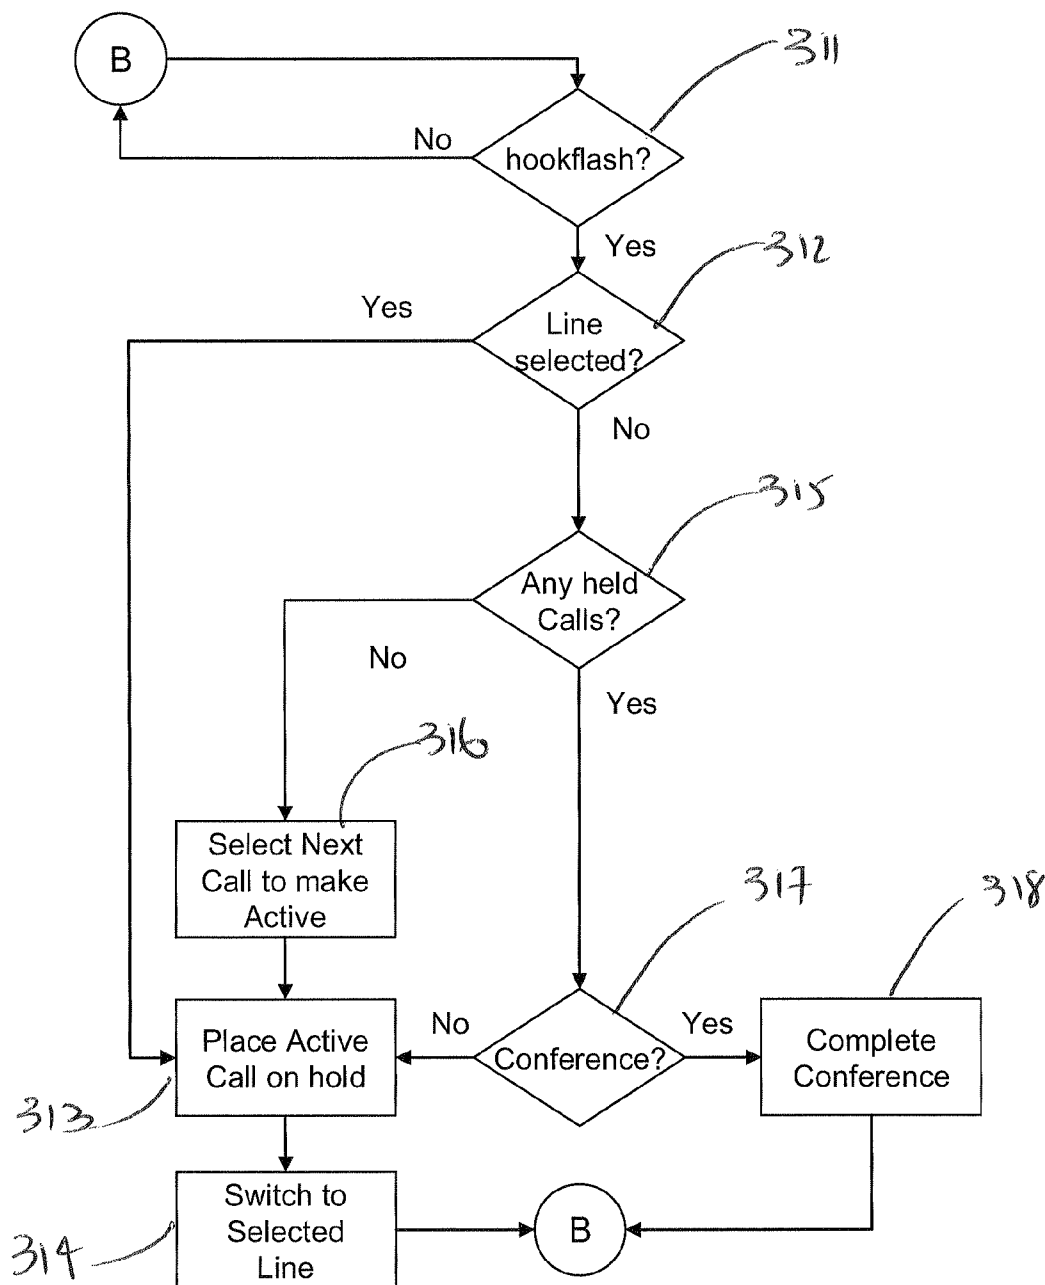 B
311
No
hookflash?
Yes
312
Yes
Line
selected?
No
315
Any held
Calls?
No
Yes
316
Select Next
Call to make
Active
317
318
No
Yes
Place Active
Call on hold
Conference?
Complete
Conference
313
Switch to
Selected
Line
B
314